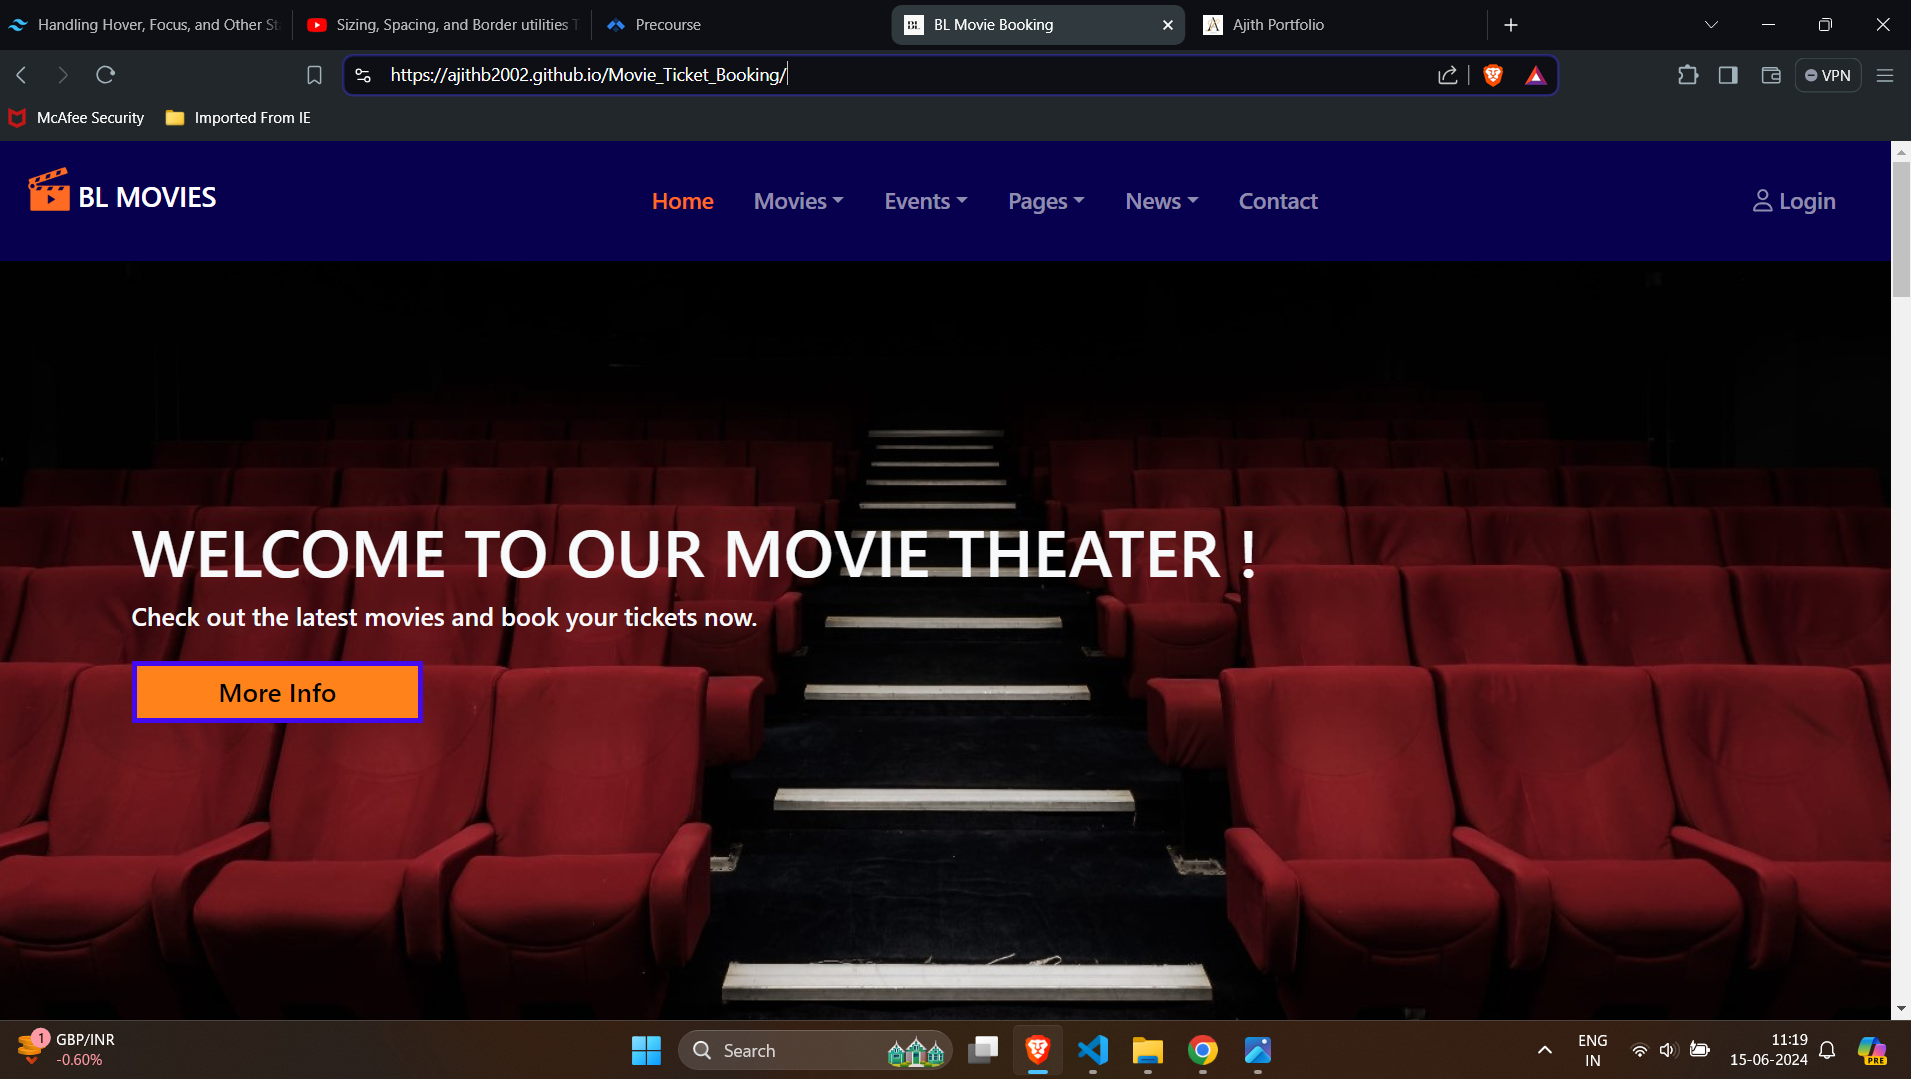 Handling Hover, Focus, and Other St
Sizing, Spacing, and Border utilities T
Precourse
BL Movie Booking
Ajith Portfolio
https://ajithb2002.github.io/Movie_Ticket_Booking/
VPN
McAfee Security
Imported From IE
BL MOVIES
Home
Movies
Events
Pages
News
Contact
Login
WELCOME TO OUR MOVIE THEATER !
Check out the latest movies and book your tickets now.
More Info
1
GBP/INR
-0.60%
Search
ENG
IN
11:19
15-06-2024
PRE